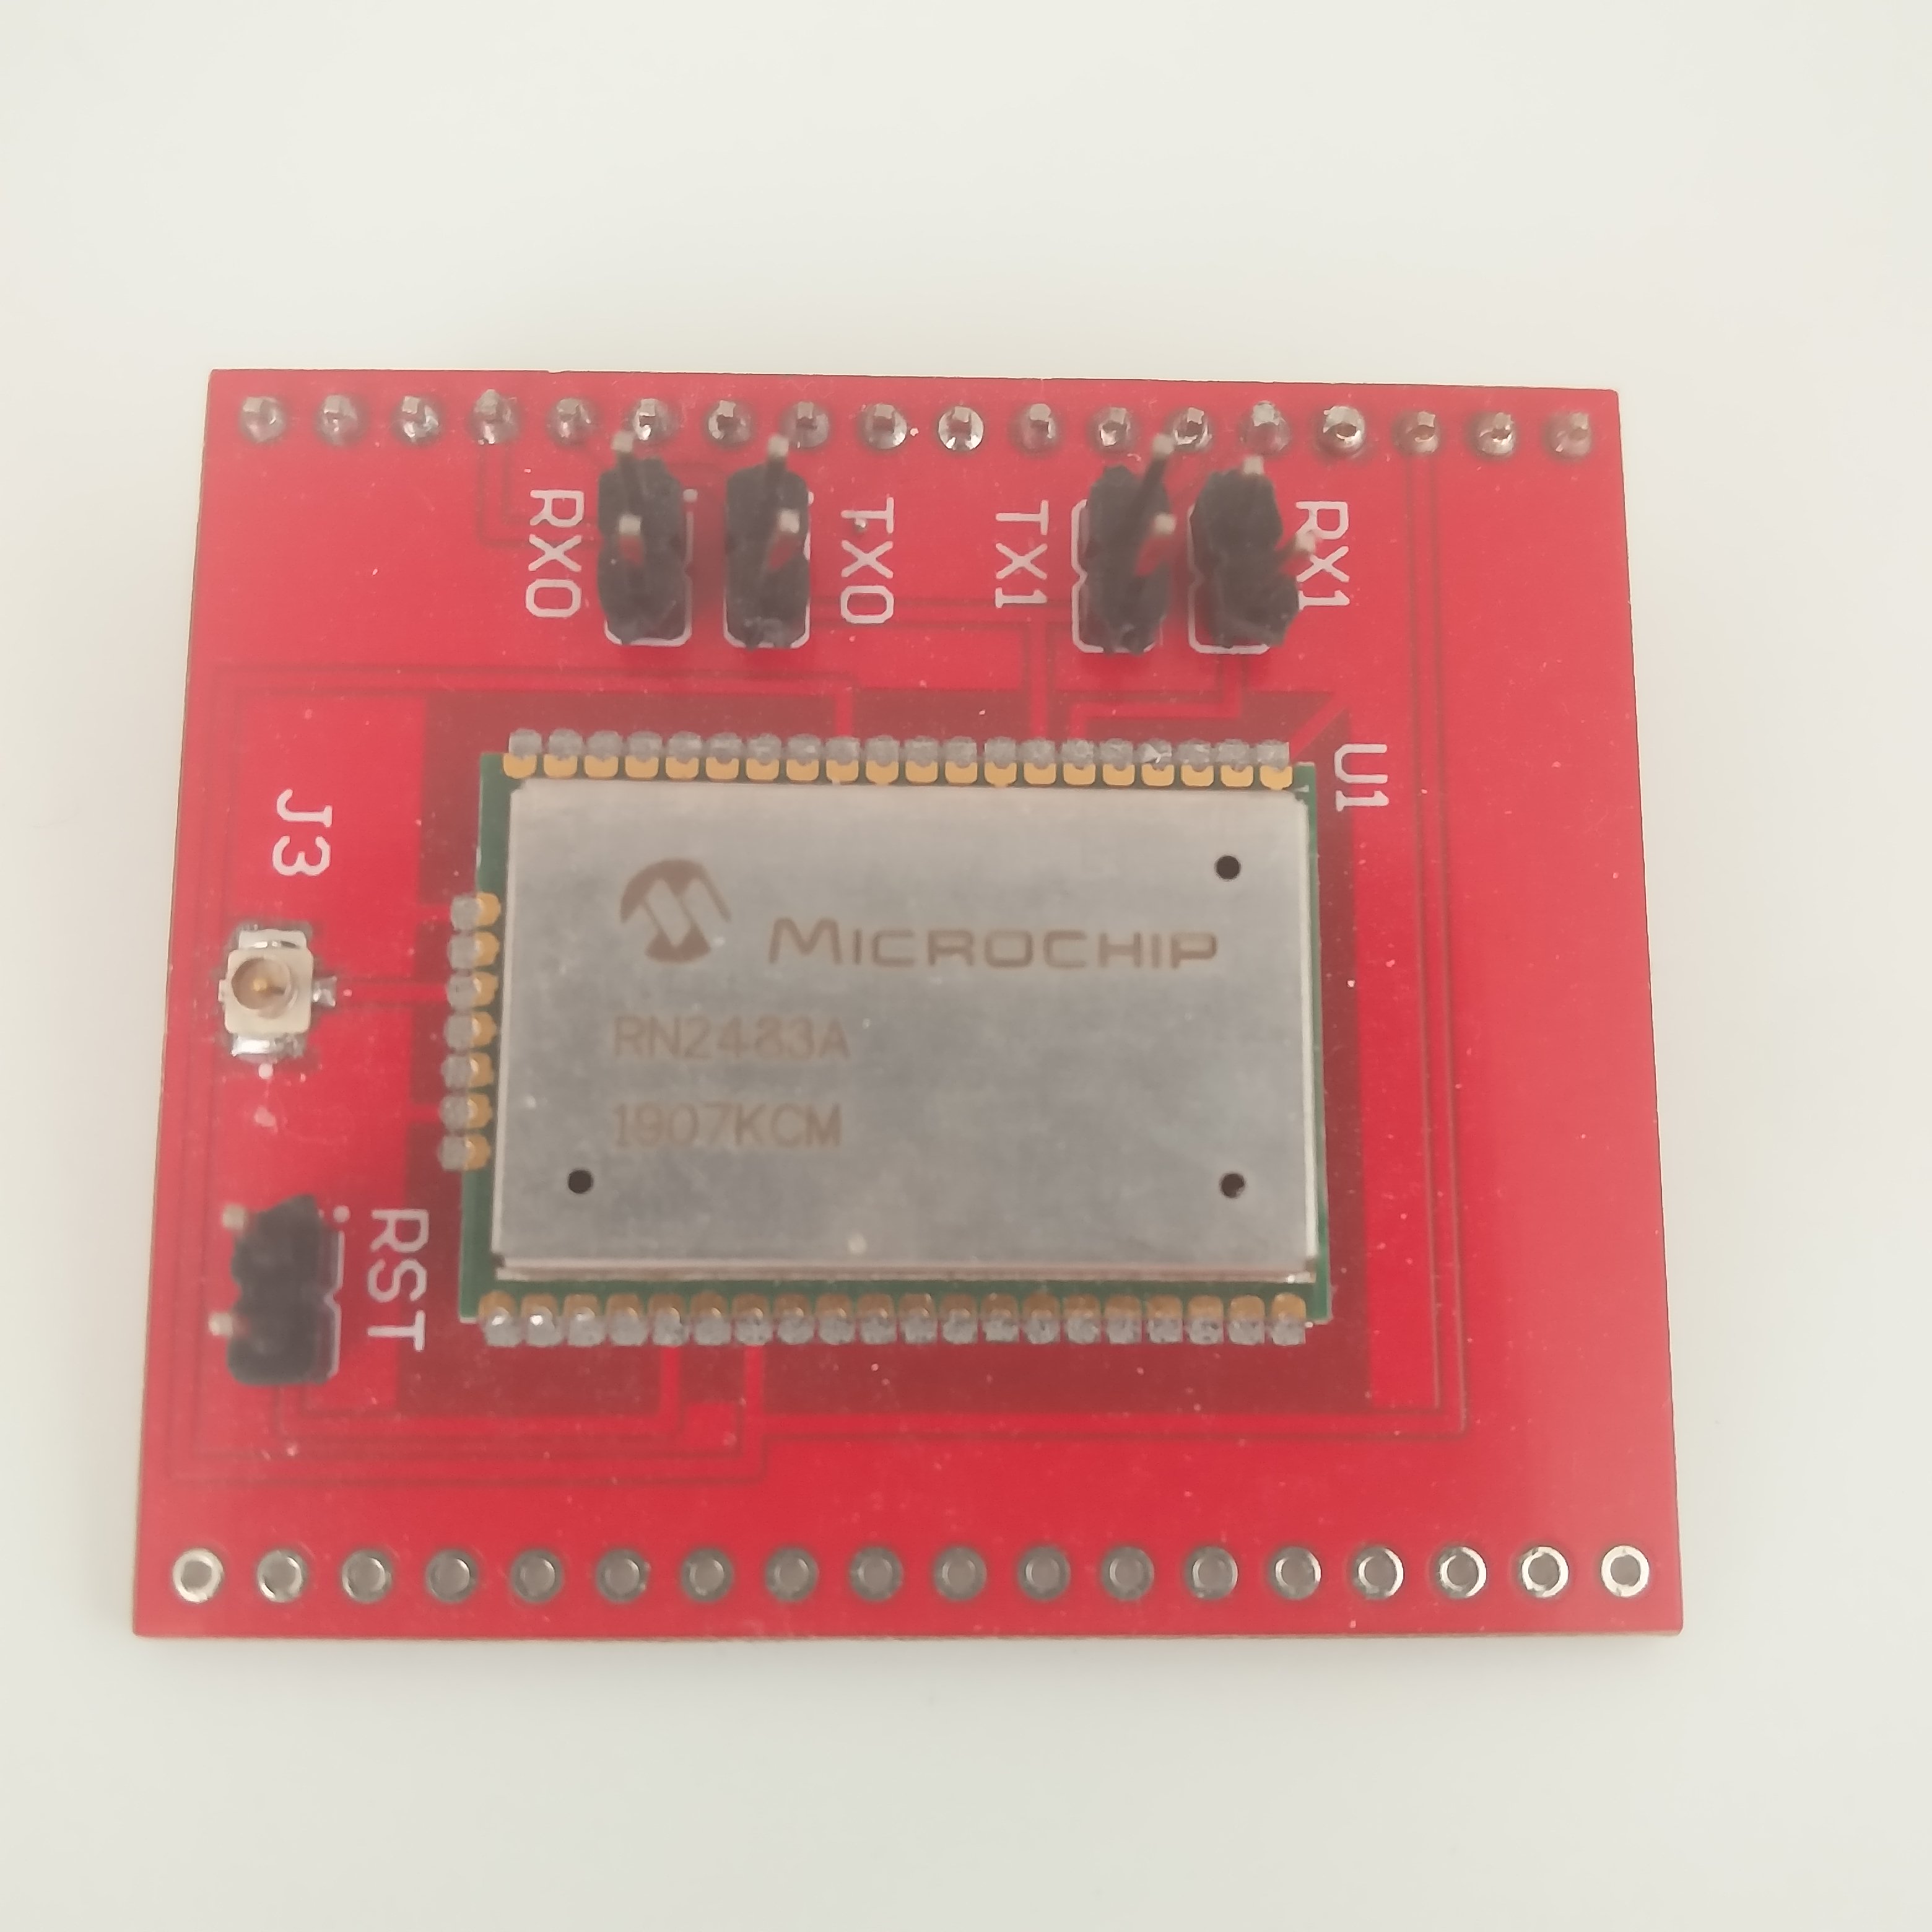 RX0
TX0
TX1
RX1
U1
J3
MICROCHIP
RN2483A
1907KCM
RST